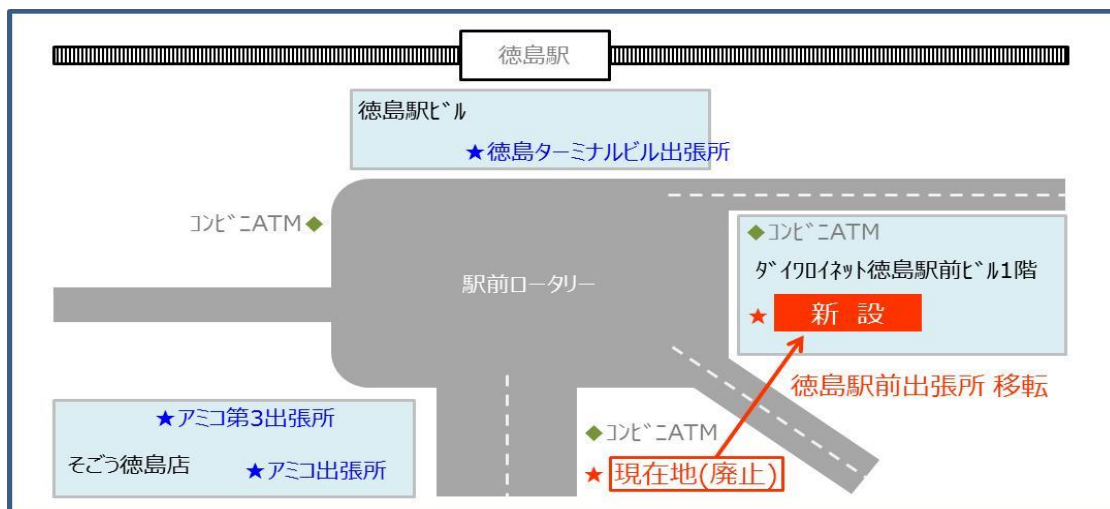 徳島駅
徳島駅ﾋﾞﾙ
★徳島ターミナルビル出張所
ｺﾝﾋﾞﾆATM◆
◆ｺﾝﾋﾞﾆATM
ﾀﾞｲﾜﾛｲﾈｯﾄ徳島駅前ﾋﾞﾙ1階
駅前ロータリー
★ 新 設
徳島駅前出張所 移転
★アミコ第3出張所
そごう徳島店
★アミコ出張所
◆ｺﾝﾋﾞﾆATM
★ 現在地(廃止)